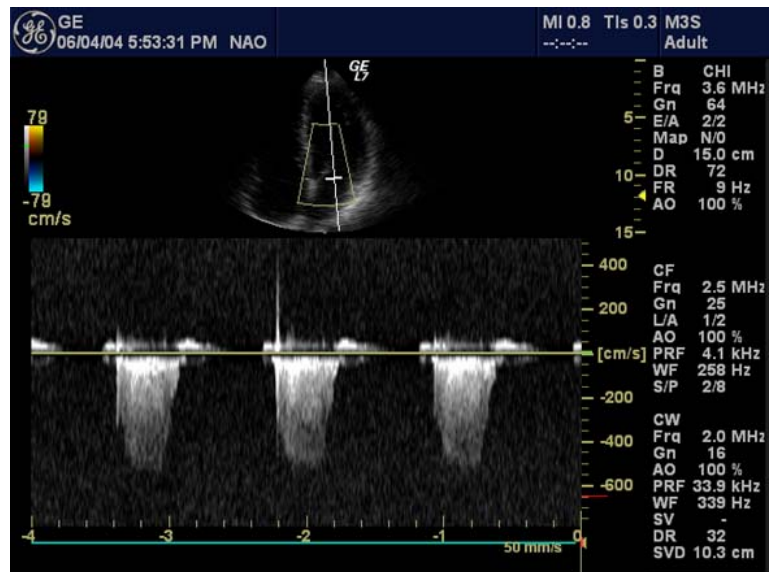 GE
06/04/04 5:53:31 PM NAO
MI 0.8 TIs 0.3
--:--:--
M3S
Adult
GE
L7
79
-79
cm/s
5
10
15
B CHI
Frq 3.6 MHz
Gn 64
E/A 2/2
Map N/0
D 15.0 cm
DR 72
FR 9 Hz
AO 100 %
400
200
[cm/s]
-200
-400
-600
CF
Frq 2.5 MHz
Gn 25
L/A 1/2
AO 100 %
PRF 4.1 kHz
WF 258 Hz
S/P 2/8
CW
Frq 2.0 MHz
Gn 16
AO 100 %
PRF 33.9 kHz
WF 339 Hz
SV -
DR 32
SVD 10.3 cm
-4 -3 -2 -1 0
50 mm/s